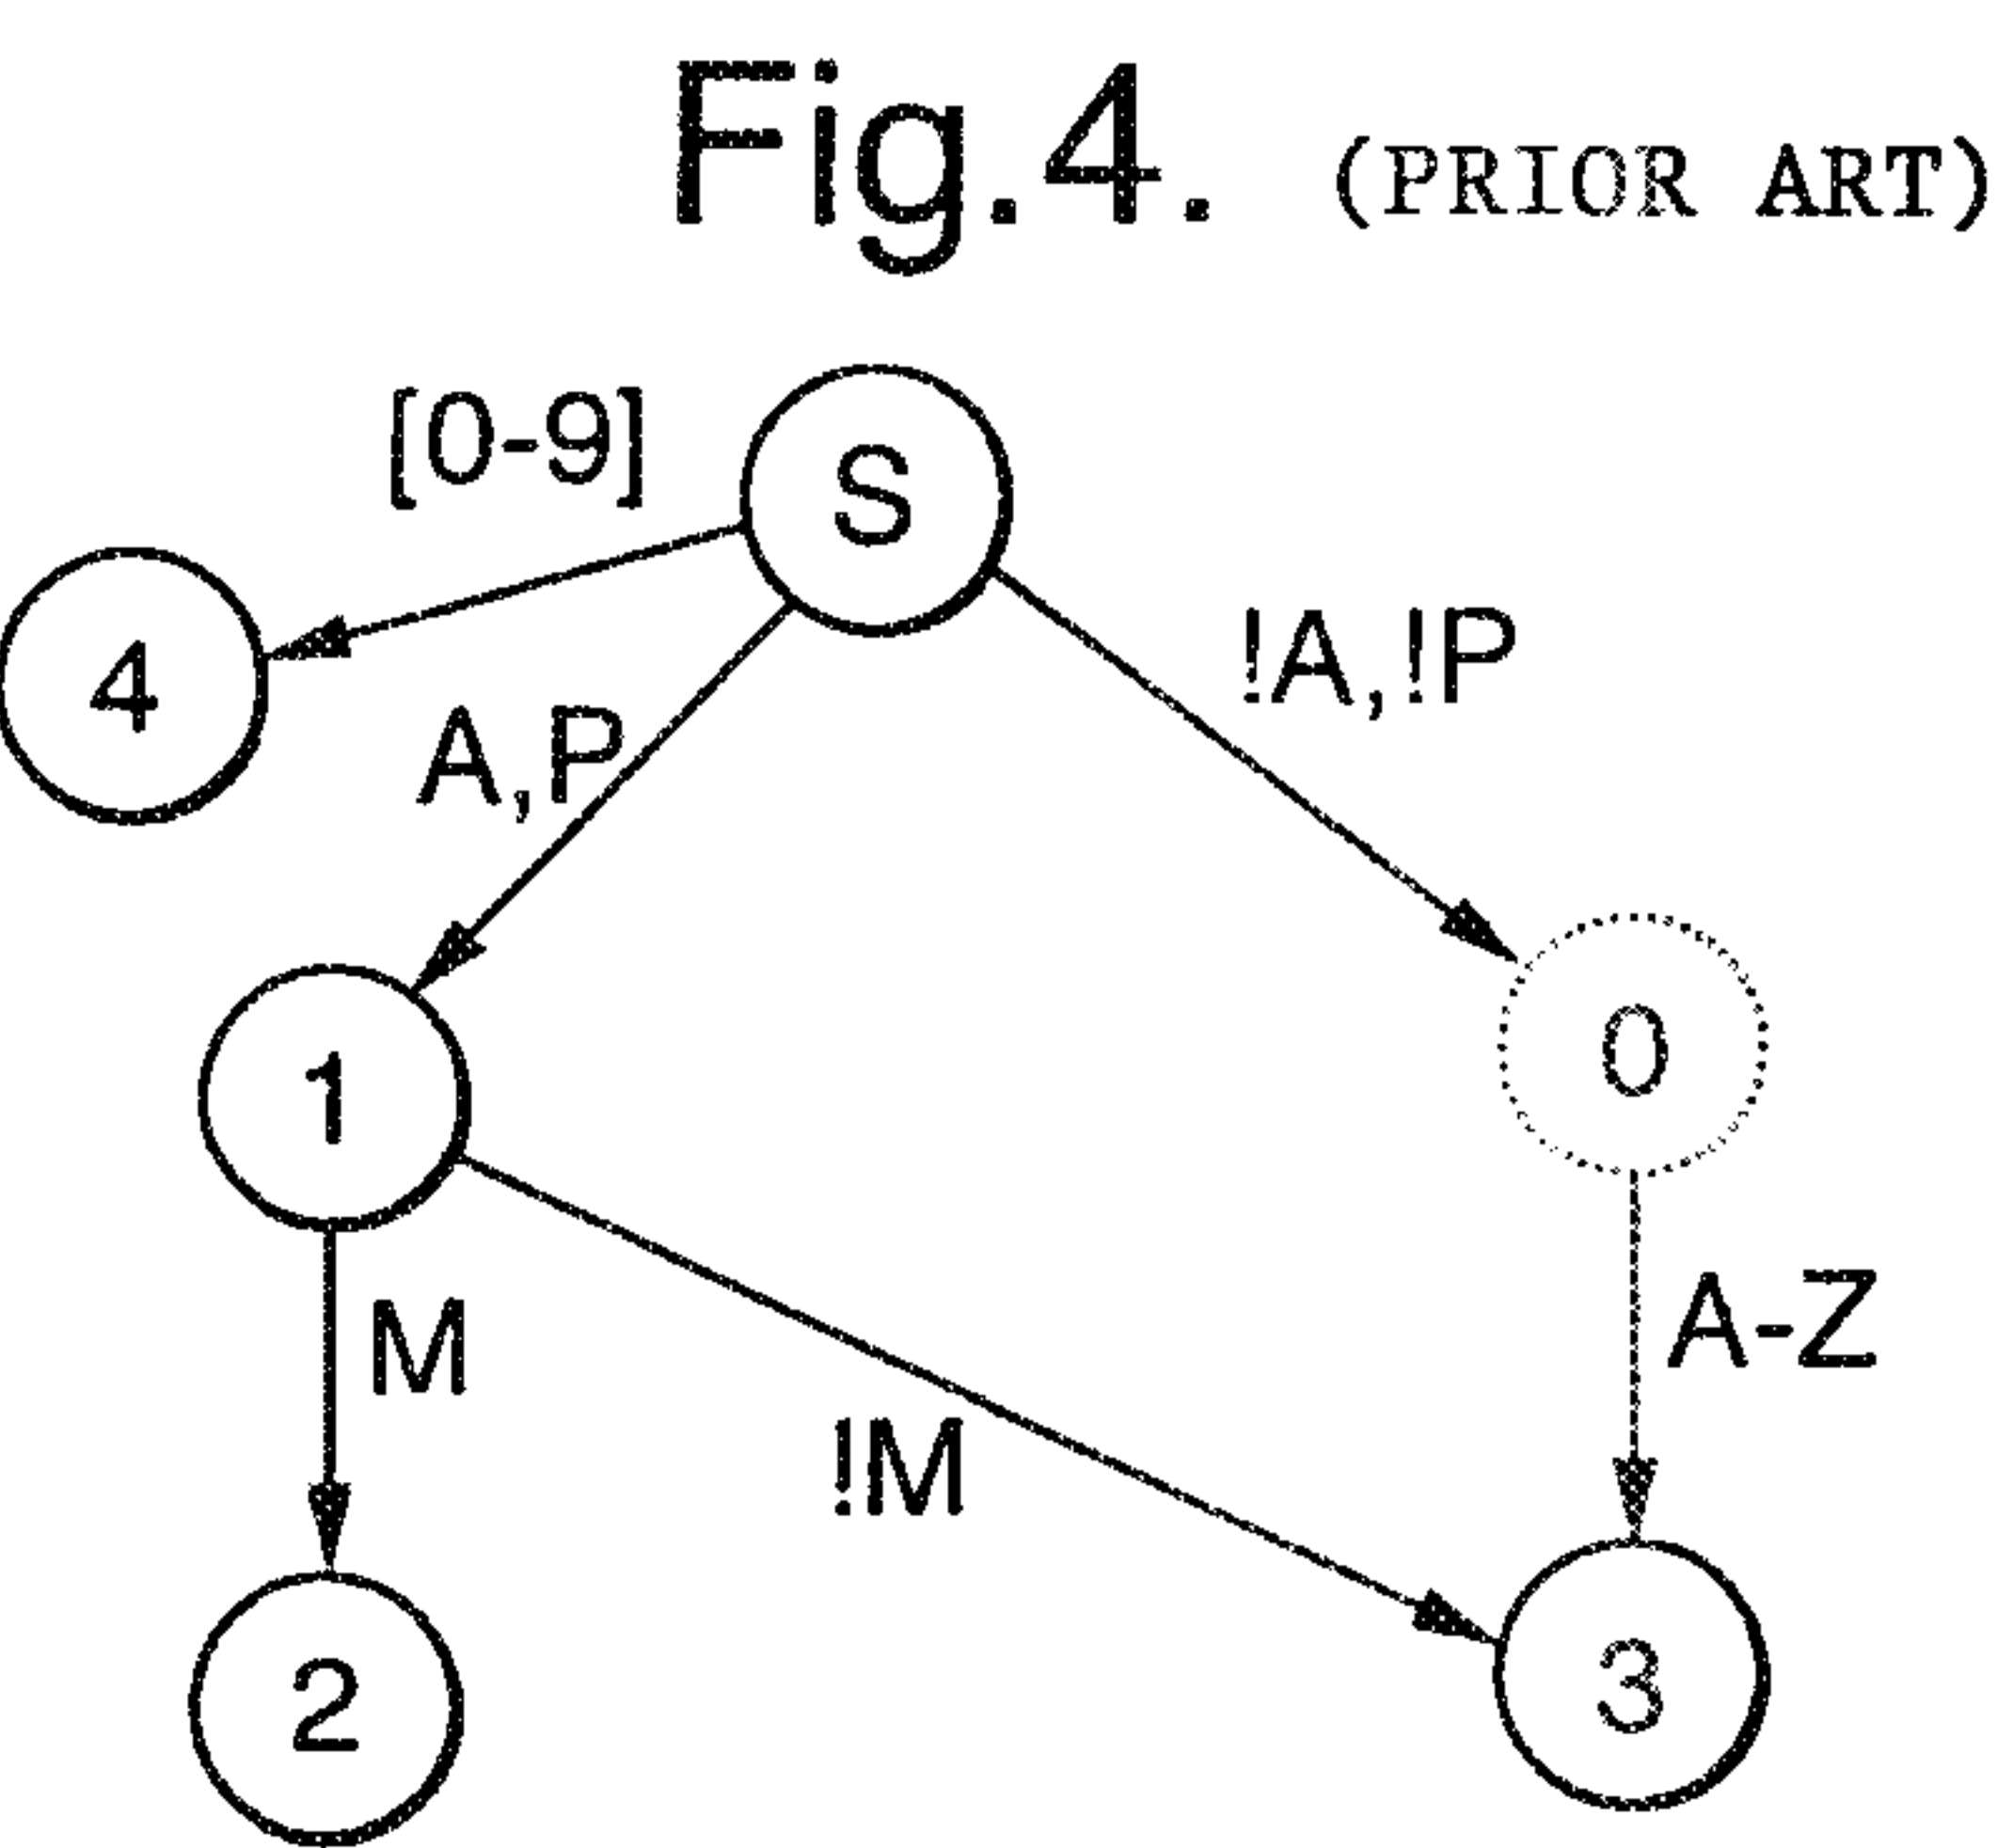 Fig.4. (PRIOR ART)
[0-9]
S
!A,!P
4
A,P
1
0
M
!M
A-Z
2
3